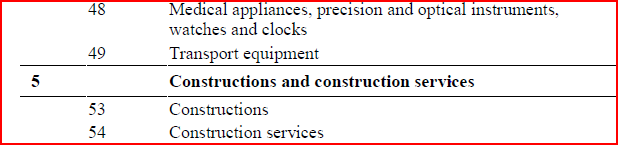 48 Medical appliances, precision and optical instruments,
watches and clocks
49 Transport equipment
5 Constructions and construction services
53 Constructions
54 Construction services